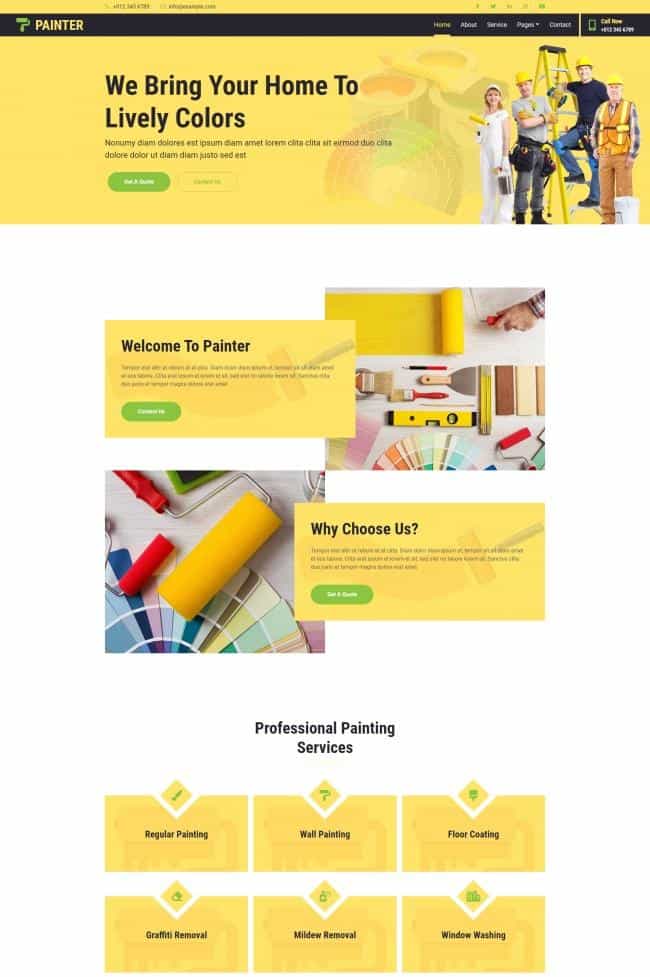 +012 345 6789 info@example.com
PAINTER
Home About Service Pages Contact
Call Now
+012 345 6789
We Bring Your Home To
Lively Colors
Nonumy diam dolores est ipsum diam amet lorem clita clita sit eirmod duo clita
dolore dolor ut diam diam justo sed est
Get A Quote Contact Us
Welcome To Painter
Tempor erat elitr at rebum at at clita. Diam dolor diam ipsum et, tempor sit sit diam amet
et eos labore. Clita erat ipsum et lorem et sit, sed stet no labore lorem sit. Sanctus clita
duo justo et tempor magna dolore erat amet
Contact Us
Why Choose Us?
Tempor erat elitr at rebum at at clita. Diam dolor diam ipsum et, tempor sit sit diam amet
et eos labore. Clita erat ipsum et lorem et sit, sed stet no labore lorem sit. Sanctus clita
duo justo et tempor magna dolore erat amet
Get A Quote
Professional Painting
Services
Regular Painting
Wall Painting
Floor Coating
Graffiti Removal
Mildew Removal
Window Washing